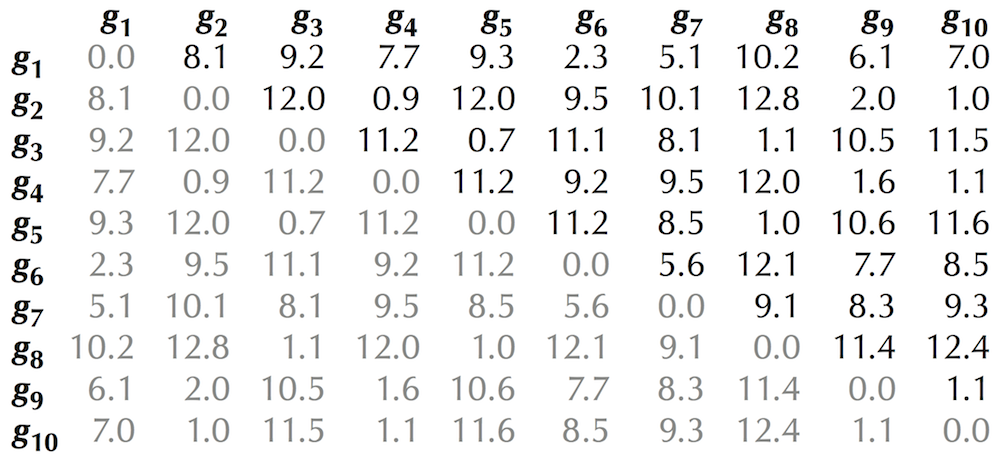 g1 g2 g3 g4 g5 g6 g7 g8 g9 g10
g1 0.0 8.1 9.2 7.7 9.3 2.3 5.1 10.2 6.1 7.0
g2 8.1 0.0 12.0 0.9 12.0 9.5 10.1 12.8 2.0 1.0
g3 9.2 12.0 0.0 11.2 0.7 11.1 8.1 1.1 10.5 11.5
g4 7.7 0.9 11.2 0.0 11.2 9.2 9.5 12.0 1.6 1.1
g5 9.3 12.0 0.7 11.2 0.0 11.2 8.5 1.0 10.6 11.6
g6 2.3 9.5 11.1 9.2 11.2 0.0 5.6 12.1 7.7 8.5
g7 5.1 10.1 8.1 9.5 8.5 5.6 0.0 9.1 8.3 9.3
g8 10.2 12.8 1.1 12.0 1.0 12.1 9.1 0.0 11.4 12.4
g9 6.1 2.0 10.5 1.6 10.6 7.7 8.3 11.4 0.0 1.1
g10 7.0 1.0 11.5 1.1 11.6 8.5 9.3 12.4 1.1 0.0